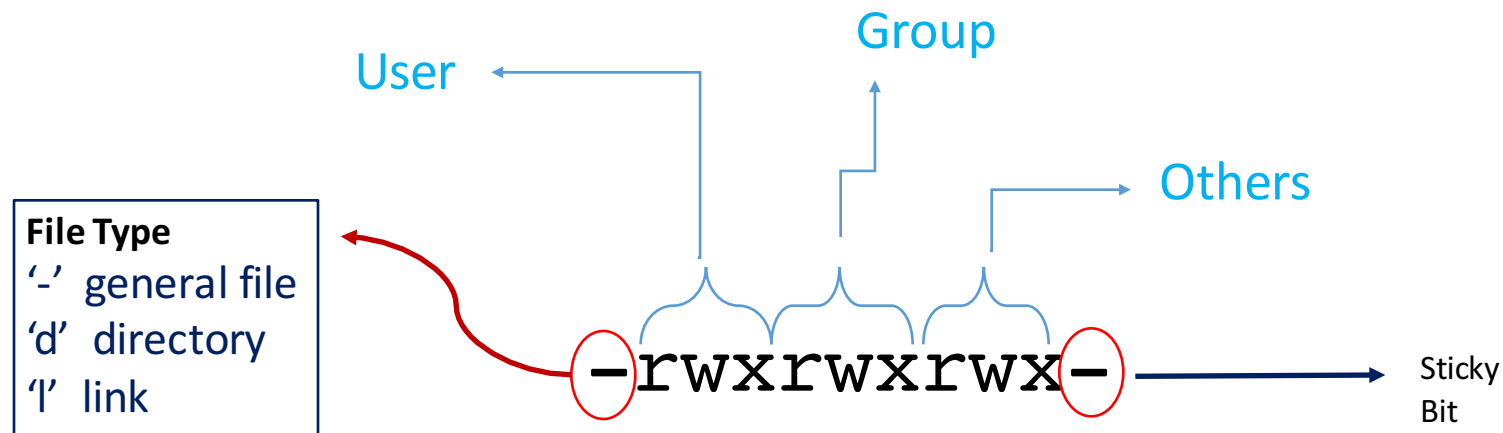 Group
User
Others
File Type
‘-’ general file
‘d’ directory
‘l’ link
-rwxrwxrwx-
Sticky
Bit